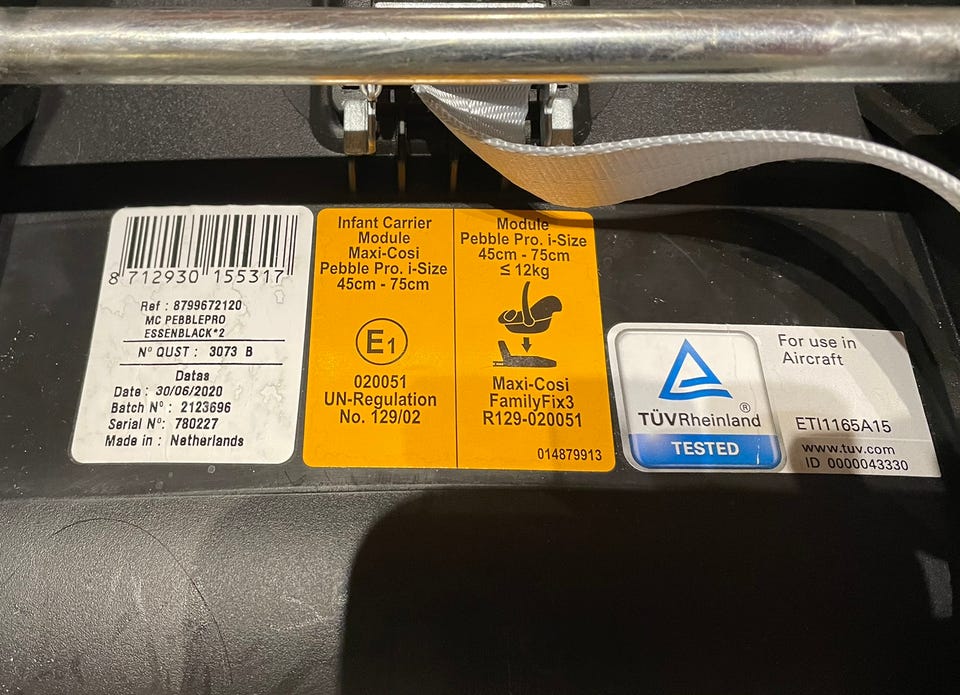 8 712930 155317
Ref : 8799672120
MC PEBBLEPRO
ESSENBLACK*2
Nº QUST : 3073 B
Datas
Date : 30/06/2020
Batch Nº : 2123696
Serial Nº: 780227
Made in : Netherlands
Infant Carrier
Module
Maxi-Cosi
Pebble Pro. i-Size
45cm - 75cm
E1
020051
UN-Regulation
No. 129/02
Module
Pebble Pro. i-Size
45cm - 75cm
≤ 12kg
Maxi-Cosi
FamilyFix3
R129-020051
014879913
TÜVRheinland®
TESTED
For use in
Aircraft
ETI1165A15
www.tuv.com
ID 0000043330